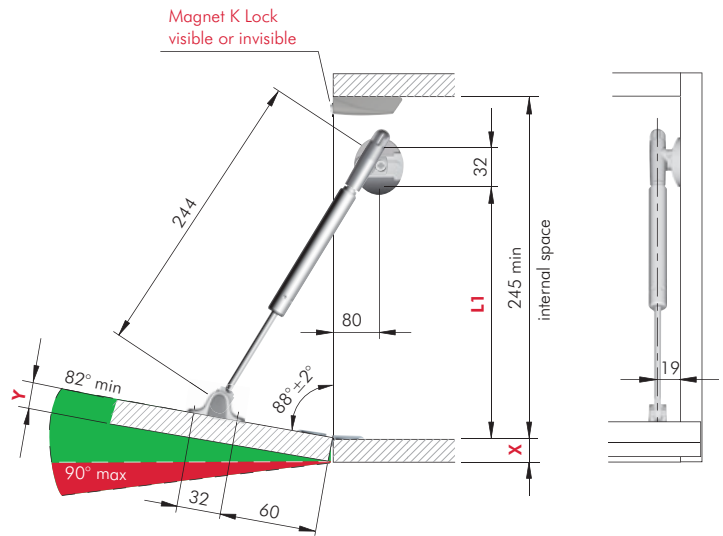 Magnet K Lock
visible or invisible
244
32
L1
245 min
internal space
80
19
88°±2°
82° min
Y
X
90° max
32
60